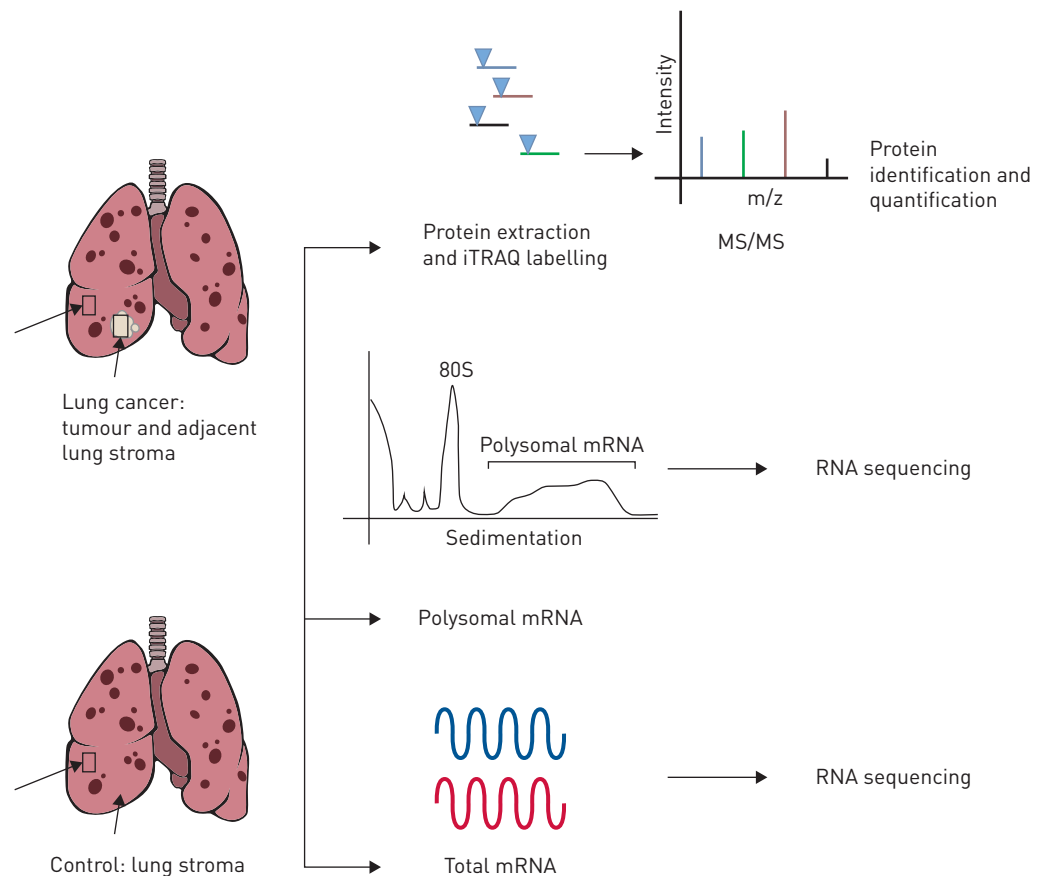 Intensity
m/z
MS/MS
Protein
identification and
quantification
Protein extraction
and iTRAQ labelling
Lung cancer:
tumour and adjacent
lung stroma
80S
Polysomal mRNA
Sedimentation
RNA sequencing
Polysomal mRNA
RNA sequencing
Control: lung stroma
Total mRNA